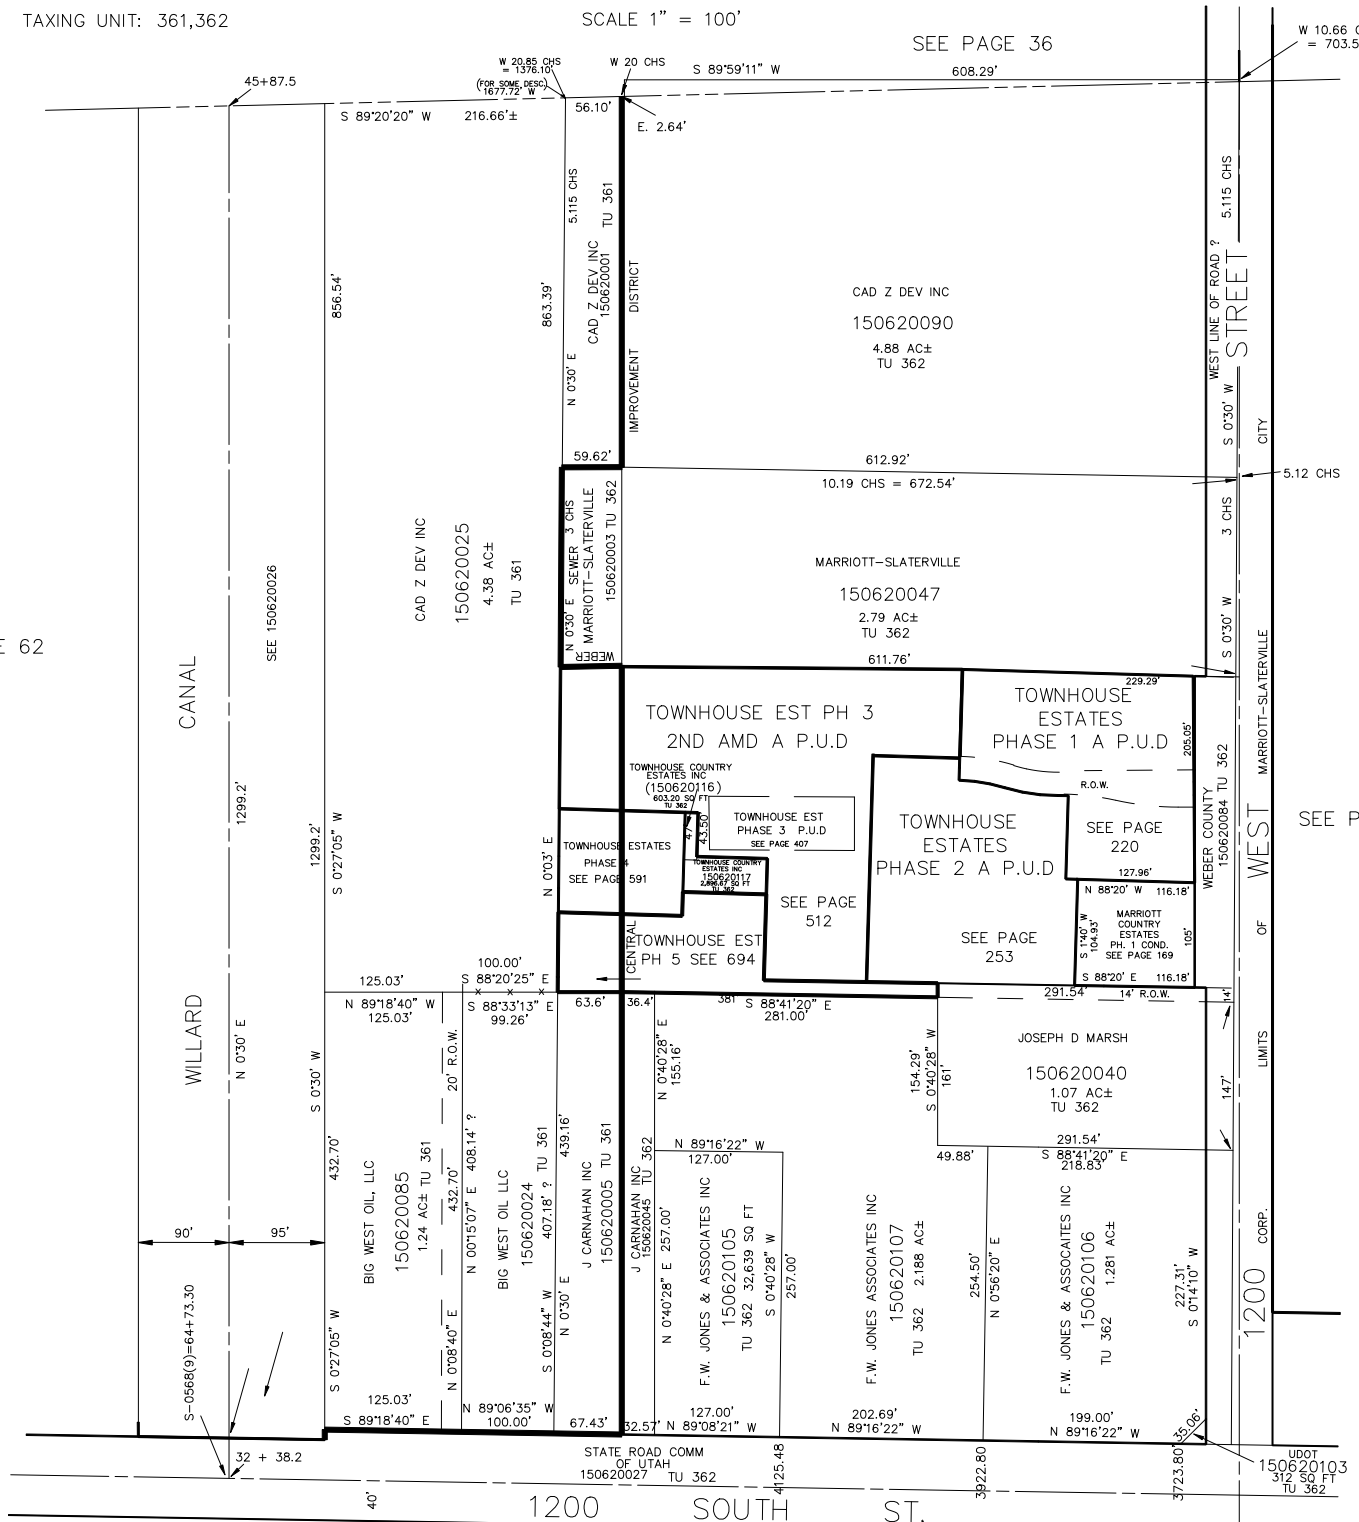 TAXING UNIT: 361,362
SCALE 1" = 100'
SEE PAGE 36
W 10.66 C
= 703.5
W 20.85 CHS
= 1376.10'
(FOR SOME DESC)
1677.72' W
W 20 CHS
S 89°59'11" W
608.29'
45+87.5
S 89°20'20" W
216.66'±
56.10'
E. 2.64'
856.54'
863.39'
N 0°30' E
5.115 CHS
CAD Z DEV INC
150620001
TU 361
IMPROVEMENT DISTRICT
CAD Z DEV INC
150620090
4.88 AC±
TU 362
WEST LINE OF ROAD ?
5.115 CHS
S 0°30' W
STREET
CITY
59.62'
612.92'
10.19 CHS = 672.54'
5.12 CHS
CAD Z DEV INC
150620025
4.38 AC±
TU 361
N 0°30' E
SEWER
3 CHS
MARRIOTT-SLATERVILLE
150620003 TU 362
WEBER
MARRIOTT-SLATERVILLE
150620047
2.79 AC±
TU 362
611.76'
3 CHS
S 0°30' W
SEE 150620026
E 62
CANAL
MARRIOTT-SLATERVILLE
229.29'
TOWNHOUSE EST PH 3
2ND AMD A P.U.D
TOWNHOUSE
ESTATES
PHASE 1 A P.U.D
205.05'
TOWNHOUSE COUNTRY
ESTATES INC
(150620116)
603.20 SQ FT
TU 362
R.O.W.
WEBER COUNTY
150620084 TU 362
47'
43.50'
TOWNHOUSE EST
PHASE 3 P.U.D
SEE PAGE 407
TOWNHOUSE
ESTATES
PHASE 2 A P.U.D
SEE PAGE
220
SEE P
WEST
1299.2'
1299.2'
S 0°27'05" W
N 0°03' E
TOWNHOUSE ESTATES
PHASE 4
SEE PAGE 591
TOWNHOUSE COUNTRY
ESTATES INC
150620117
2,896.67 SQ FT
TU 362
127.96'
N 88°20' W 116.18'
SEE PAGE
512
MARRIOTT
COUNTRY
ESTATES
PH. 1 COND.
SEE PAGE 169
S 1°40' W
104.93'
105'
CENTRAL
TOWNHOUSE EST
PH 5 SEE 694
SEE PAGE
253
OF
100.00'
S 88°20'25" E
125.03'
S 88°20' E 116.18'
N 89°18'40" W
125.03'
S 88°33'13" E
99.26'
63.6'
36.4'
381
S 88°41'20" E
281.00'
291.54'
14' R.O.W.
14'
WILLARD
N 0°30' E
S 0°30' W
20' R.O.W.
N 0°40'28" E
155.16'
154.29'
S 0°40'28" W
161'
JOSEPH D MARSH
150620040
1.07 AC±
TU 362
LIMITS
147'
432.70'
BIG WEST OIL, LLC
150620085
1.24 AC± TU 361
432.70'
N 00°15'07" E 408.14' ?
BIG WEST OIL LLC
150620024
407.18' ? TU 361
439.16'
J CARNAHAN INC
150620005 TU 361
J CARNAHAN INC
150620045 TU 362
N 89°16'22" W
127.00'
49.88'
291.54'
S 88°41'20" E
218.83'
N 0°40'28" E 257.00'
F.W. JONES & ASSOCIATES INC
150620105
TU 362 32,639 SQ FT
S 0°40'28" W
257.00'
F.W. JONES ASSOCIATES INC
150620107
TU 362 2.188 AC±
254.50'
N 0°56'20" E
F.W. JONES & ASSOCAITES INC
150620106
TU 362 1.281 AC±
227.31'
S 0°14'10" W
CORP.
1200
90'
95'
S-0568(9)=64+73.30
S 0°27'05" W
N 0°08'40" E
S 0°08'44" W
N 0°30' E
125.03'
S 89°18'40" E
N 89°06'35" W
100.00'
67.43'
32.57'
127.00'
N 89°08'21" W
202.69'
N 89°16'22" W
199.00'
N 89°16'22" W
35.06'
32 + 38.2
STATE ROAD COMM
OF UTAH
150620027 TU 362
4125.48
3922.80
3723.80'
UDOT
150620103
312 SQ FT
TU 362
40'
1200 SOUTH ST.